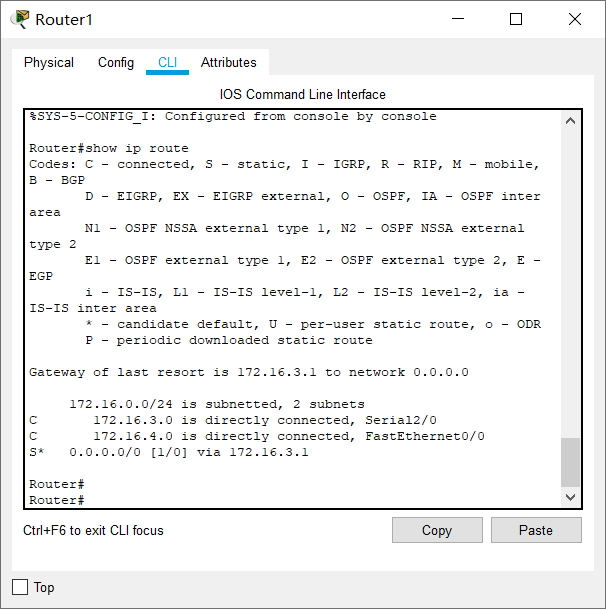 Router1
Physical Config CLI Attributes
IOS Command Line Interface
%SYS-5-CONFIG_I: Configured from console by console
Router#show ip route
Codes: C - connected, S - static, I - IGRP, R - RIP, M - mobile,
B - BGP
       D - EIGRP, EX - EIGRP external, O - OSPF, IA - OSPF inter
area
       N1 - OSPF NSSA external type 1, N2 - OSPF NSSA external
type 2
       E1 - OSPF external type 1, E2 - OSPF external type 2, E -
EGP
       i - IS-IS, L1 - IS-IS level-1, L2 - IS-IS level-2, ia -
IS-IS inter area
       * - candidate default, U - per-user static route, o - ODR
       P - periodic downloaded static route
Gateway of last resort is 172.16.3.1 to network 0.0.0.0
     172.16.0.0/24 is subnetted, 2 subnets
C       172.16.3.0 is directly connected, Serial2/0
C       172.16.4.0 is directly connected, FastEthernet0/0
S*   0.0.0.0/0 [1/0] via 172.16.3.1
Router#
Router#
Ctrl+F6 to exit CLI focus
Copy Paste
Top